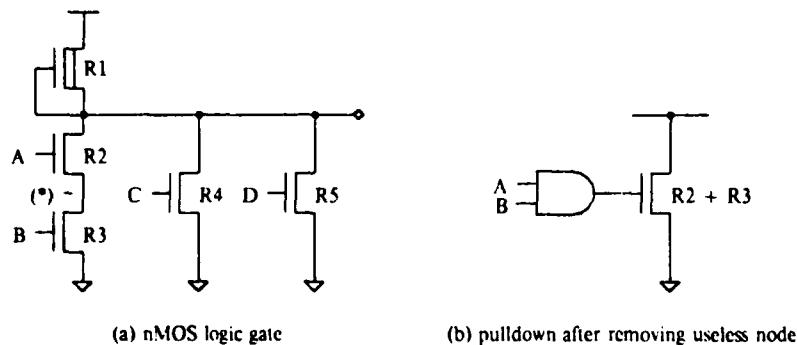 R1
A
R2
(*)
C
R4
D
R5
B
R3
A
B
R2 + R3
(a) nMOS logic gate
(b) pulldown after removing useless node